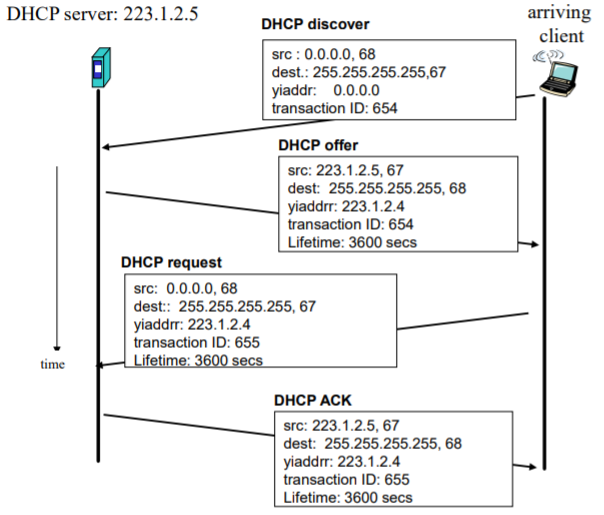 DHCP server: 223.1.2.5
arriving
client
DHCP discover
src : 0.0.0.0, 68
dest.: 255.255.255.255,67
yiaddr: 0.0.0.0
transaction ID: 654
DHCP offer
src: 223.1.2.5, 67
dest: 255.255.255.255, 68
yiaddrr: 223.1.2.4
transaction ID: 654
Lifetime: 3600 secs
DHCP request
src: 0.0.0.0, 68
dest:: 255.255.255.255, 67
yiaddrr: 223.1.2.4
transaction ID: 655
Lifetime: 3600 secs
time
DHCP ACK
src: 223.1.2.5, 67
dest: 255.255.255.255, 68
yiaddrr: 223.1.2.4
transaction ID: 655
Lifetime: 3600 secs